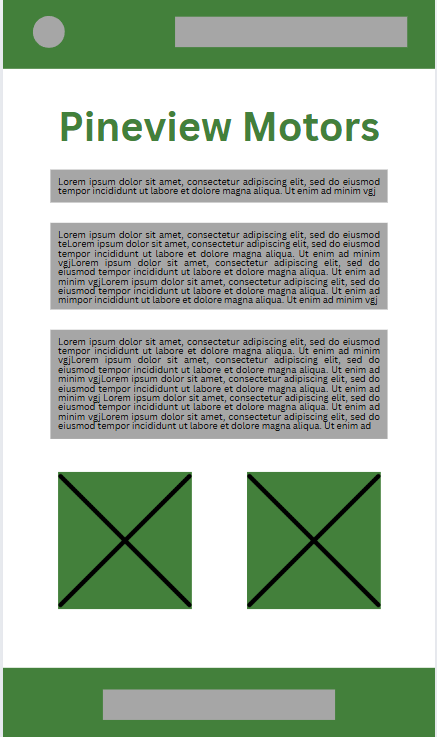 Pineview Motors
Lorem ipsum dolor sit amet, consectetur adipiscing elit, sed do eiusmod
tempor incididunt ut labore et dolore magna aliqua. Ut enim ad minim vgj
Lorem ipsum dolor sit amet, consectetur adipiscing elit, sed do eiusmod
teLorem ipsum dolor sit amet, consectetur adipiscing elit, sed do eiusmod
tempor incididunt ut labore et dolore magna aliqua. Ut enim ad minim
vgjLorem ipsum dolor sit amet, consectetur adipiscing elit, sed do
eiusmod tempor incididunt ut labore et dolore magna aliqua. Ut enim ad
minim vgjLorem ipsum dolor sit amet, consectetur adipiscing elit, sed do
eiusmod tempor incididunt ut labore et dolore magna aliqua. Ut enim ad
mimpor incididunt ut labore et dolore magna aliqua. Ut enim ad minim vgj
Lorem ipsum dolor sit amet, consectetur adipiscing elit, sed do eiusmod
tempor incididunt ut labore et dolore magna aliqua. Ut enim ad minim
vgjLorem ipsum dolor sit amet, consectetur adipiscing elit, sed do
eiusmod tempor incididunt ut labore et dolore magna aliqua. Ut enim ad
minim vgjLorem ipsum dolor sit amet, consectetur adipiscing elit, sed do
eiusmod tempor incididunt ut labore et dolore magna aliqua. Ut enim ad
minim vgj Lorem ipsum dolor sit amet, consectetur adipiscing elit, sed do
eiusmod tempor incididunt ut labore et dolore magna aliqua. Ut enim ad
minim vgjLorem ipsum dolor sit amet, consectetur adipiscing elit, sed do
eiusmod tempor incididunt ut labore et dolore magna aliqua. Ut enim ad